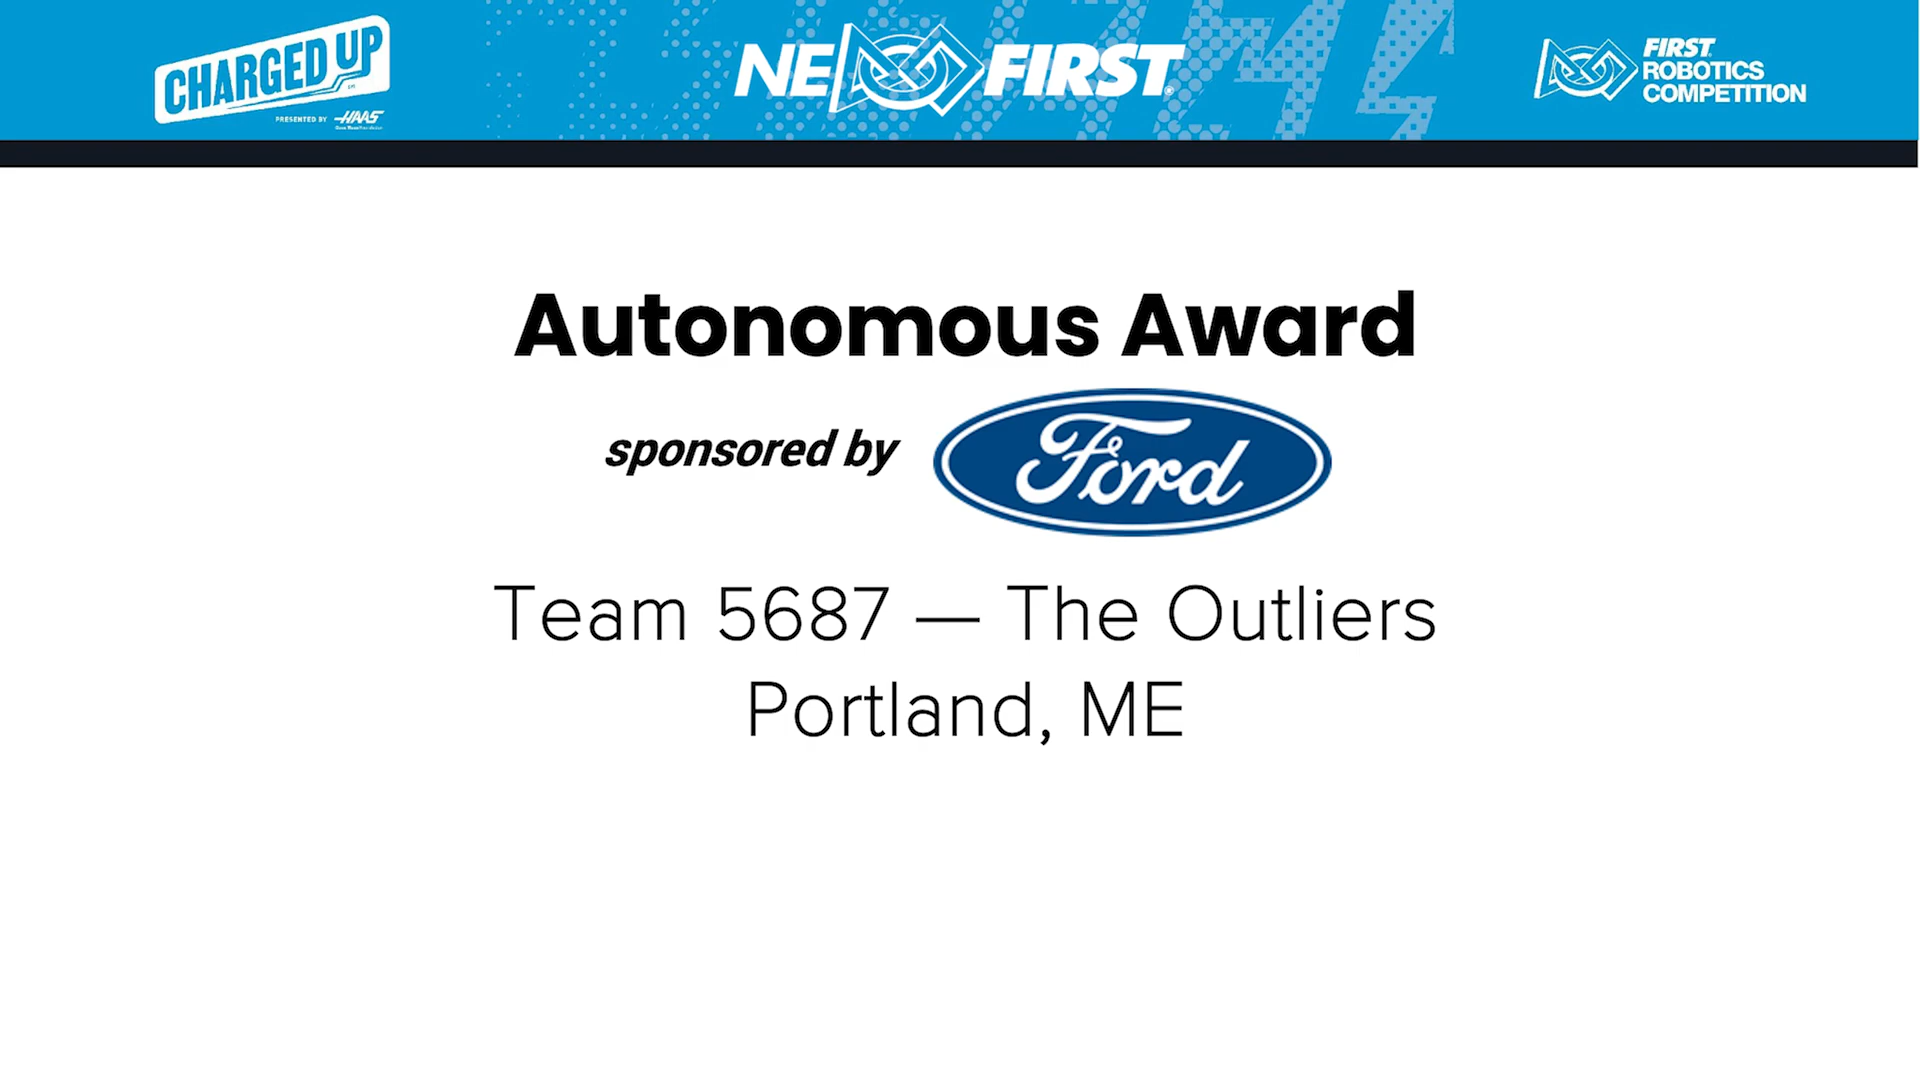 CHARGED UP
PRESENTED BY HAAS
NE FIRST
FIRST
ROBOTICS
COMPETITION
Autonomous Award
sponsored by Ford
Team 5687 — The Outliers
Portland, ME